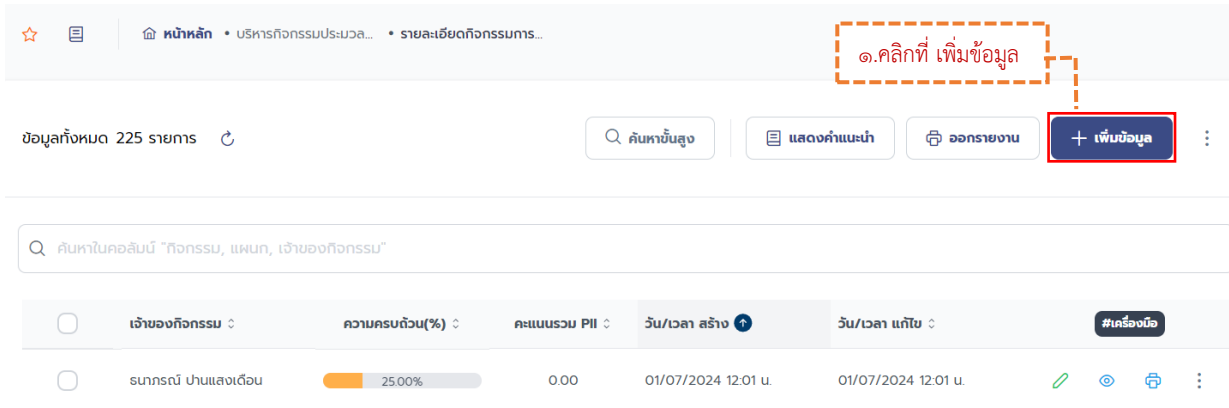 หน้าหลัก • บริหารกิจกรรมประมวล... • รายละเอียดกิจกรรมการ...
๑.คลิกที่ เพิ่มข้อมูล
ข้อมูลทั้งหมด 225 รายการ ค้นหาขั้นสูง แสดงคำแนะนำ ออกรายงาน + เพิ่มข้อมูล
ค้นหาในคอลัมน์ "กิจกรรม, แผนก, เจ้าของกิจกรรม"
เจ้าของกิจกรรม ความครบถ้วน(%) คะแนนรวม PII วัน/เวลา สร้าง วัน/เวลา แก้ไข #เครื่องมือ
ธนาภรณ์ ปานแสงเดือน 25.00% 0.00 01/07/2024 12:01 น. 01/07/2024 12:01 น.